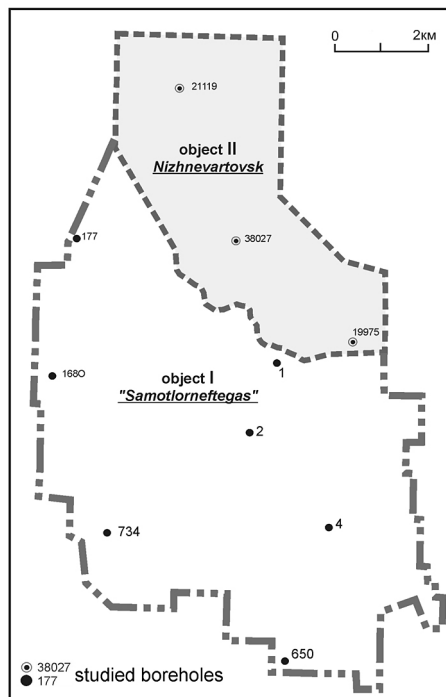 2км
21119
object II
Nizhnevartovsk
177
38027
19975
1
168O
object I
"Samotlorneftegas"
2
734
4
650
38027
177
studied boreholes